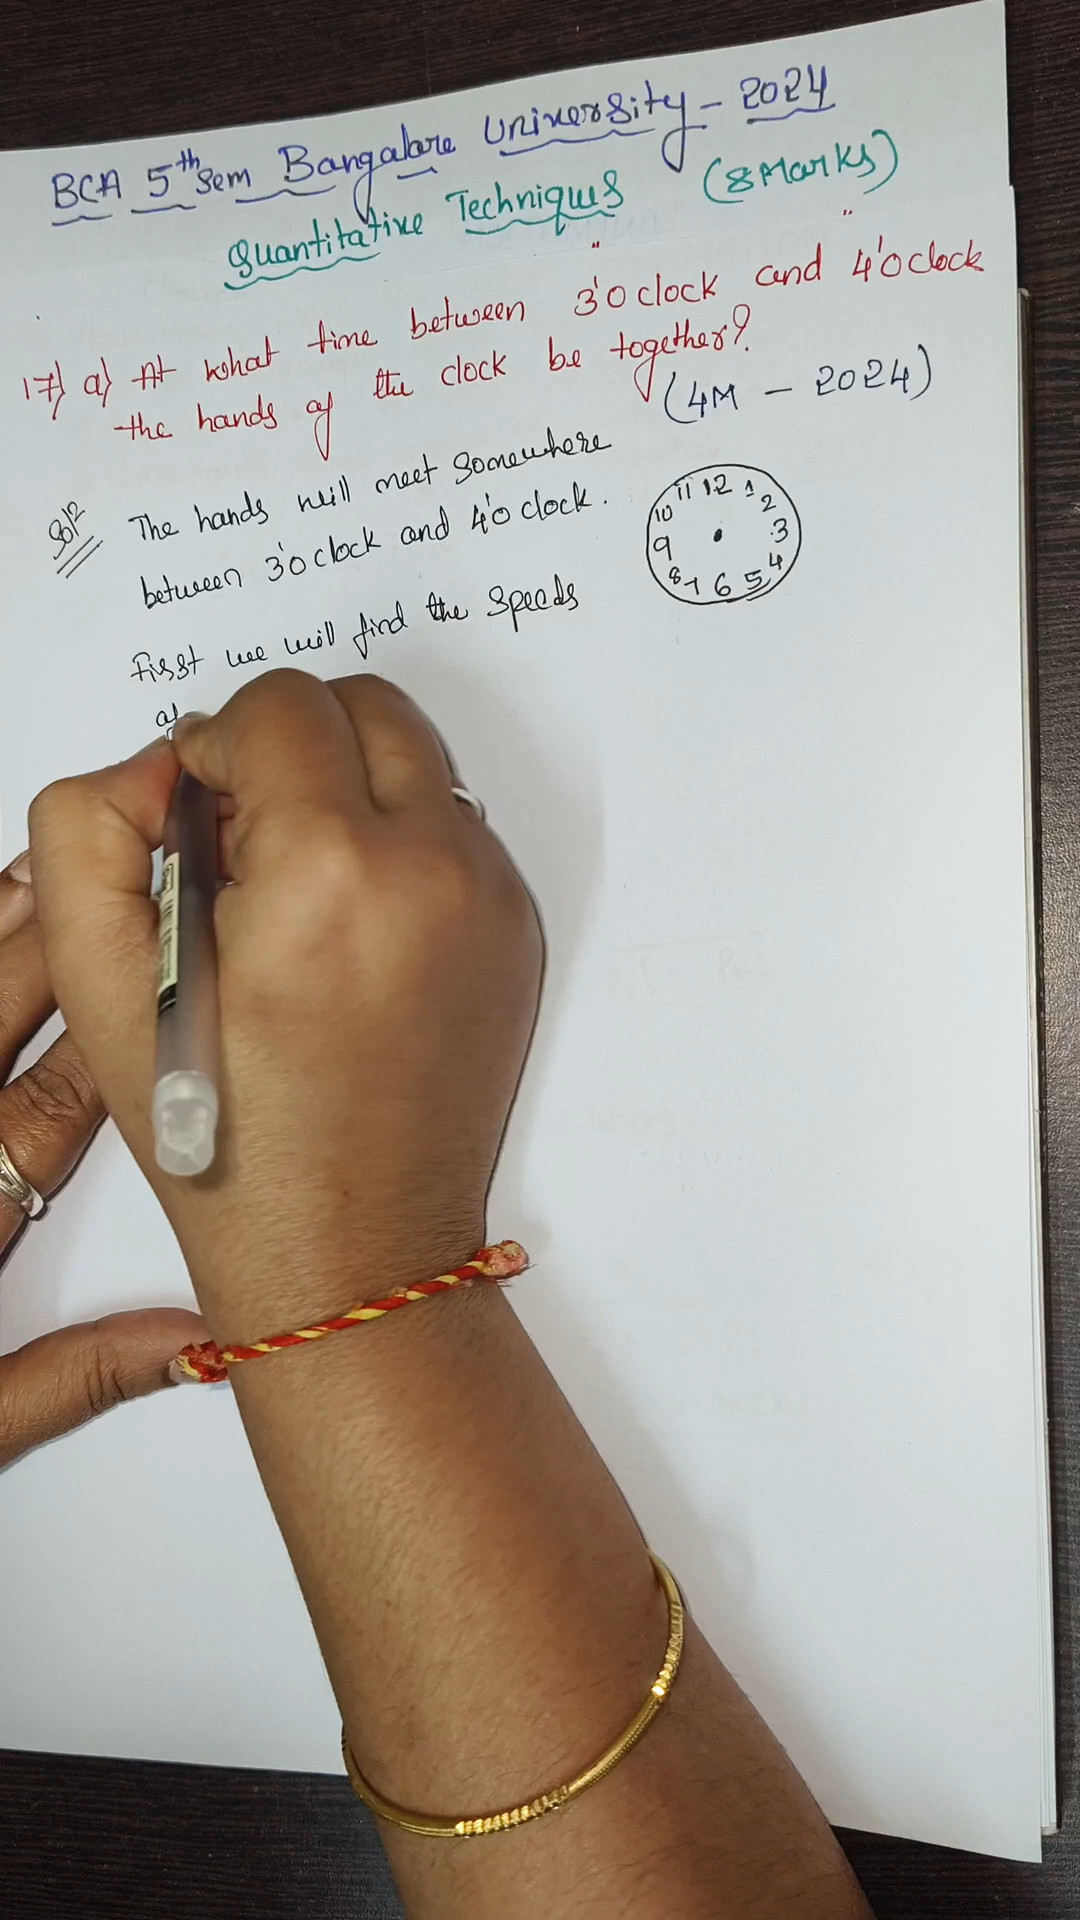 BCA 5th Sem Bangalore University - 2024
Quantitative Techniques (8 Marks)
17) a) At what time between 3'O clock and 4'O clock
the hands of the clock be together?
(4M - 2024)
The hands will meet somewhere
between 3'O clock and 4'O clock.
First we will find the Speeds
of
11 12 1
10 2
9 3
8 7 6 5 4